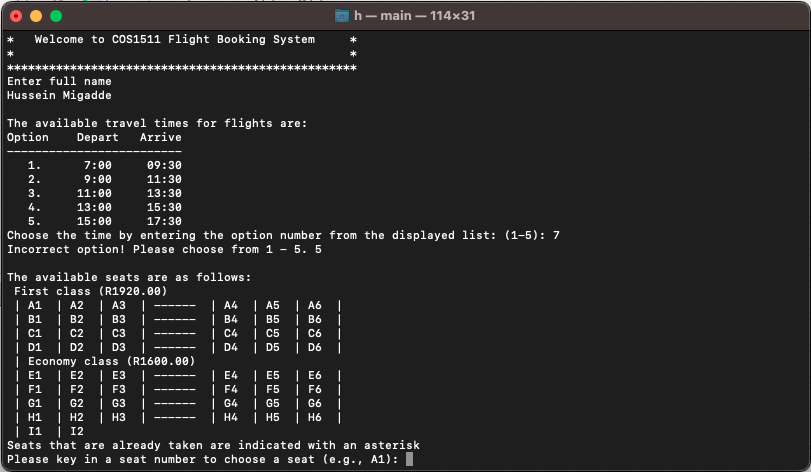 h — main — 114×31
*   Welcome to COS1511 Flight Booking System     *
*                                                *
**************************************************
Enter full name
Hussein Migadde
The available travel times for flights are:
Option    Depart   Arrive
-------------------------
   1.      7:00     09:30
   2.      9:00     11:30
   3.     11:00     13:30
   4.     13:00     15:30
   5.     15:00     17:30
Choose the time by entering the option number from the displayed list: (1-5): 7
Incorrect option! Please choose from 1 - 5. 5
The available seats are as follows:
 First class (R1920.00)
 | A1  | A2  | A3  | ------  | A4  | A5  | A6  |
 | B1  | B2  | B3  | ------  | B4  | B5  | B6  |
 | C1  | C2  | C3  | ------  | C4  | C5  | C6  |
 | D1  | D2  | D3  | ------  | D4  | D5  | D6  |
 | Economy class (R1600.00)
 | E1  | E2  | E3  | ------  | E4  | E5  | E6  |
 | F1  | F2  | F3  | ------  | F4  | F5  | F6  |
 | G1  | G2  | G3  | ------  | G4  | G5  | G6  |
 | H1  | H2  | H3  | ------  | H4  | H5  | H6  |
 | I1  | I2
Seats that are already taken are indicated with an asterisk
Please key in a seat number to choose a seat (e.g., A1):